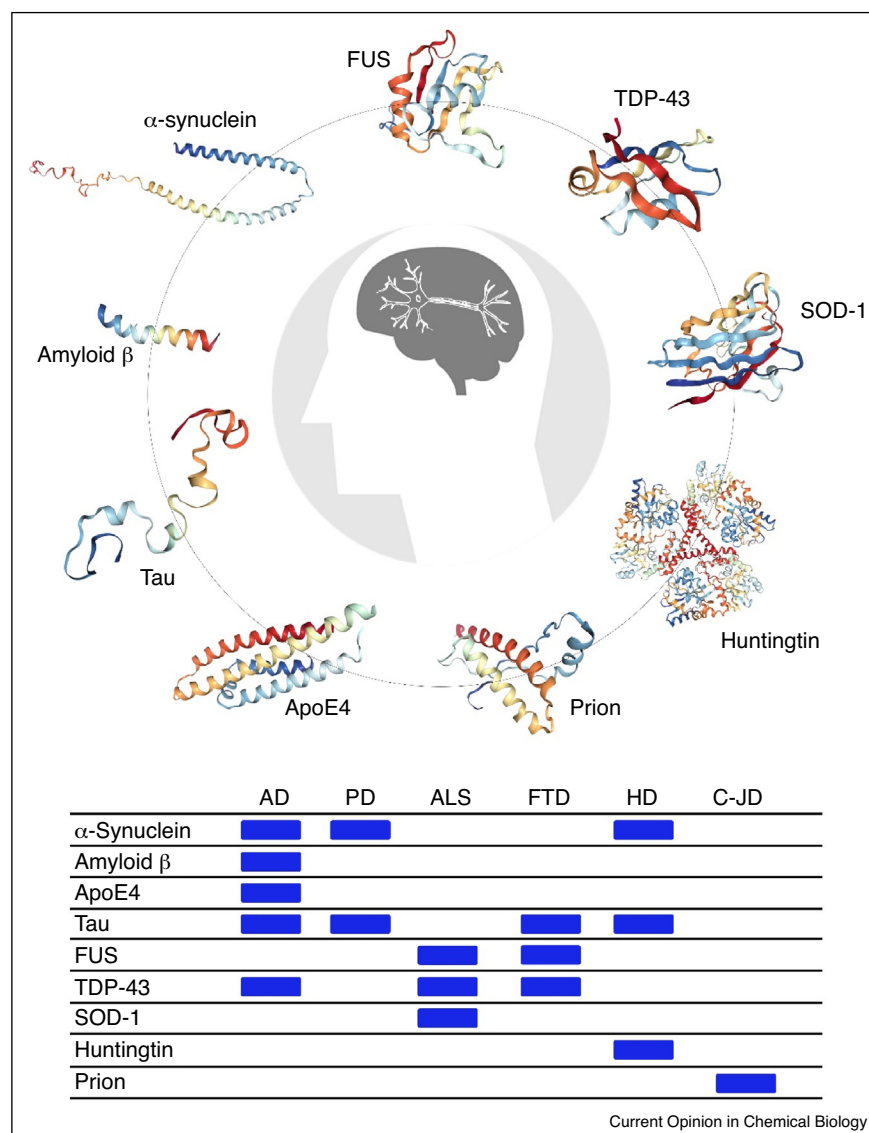 FUS
TDP-43
α-synuclein
SOD-1
Amyloid β
Tau
Huntingtin
ApoE4
Prion
AD PD ALS FTD HD C-JD
α-Synuclein
Amyloid β
ApoE4
Tau
FUS
TDP-43
SOD-1
Huntingtin
Prion
Current Opinion in Chemical Biology